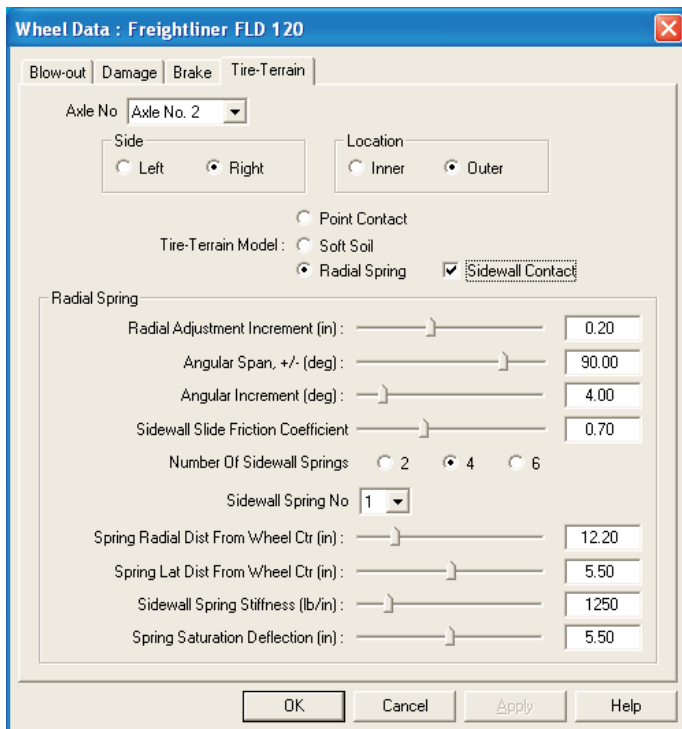 Wheel Data : Freightliner FLD 120
Blow-out Damage Brake Tire-Terrain
Axle No Axle No. 2
Side Location
Left Right Inner Outer
Point Contact
Tire-Terrain Model : Soft Soil
Radial Spring Sidewall Contact
Radial Spring
Radial Adjustment Increment (in) : 0.20
Angular Span, +/- (deg) : 90.00
Angular Increment (deg) : 4.00
Sidewall Slide Friction Coefficient 0.70
Number Of Sidewall Springs 2 4 6
Sidewall Spring No 1
Spring Radial Dist From Wheel Ctr (in) : 12.20
Spring Lat Dist From Wheel Ctr (in) : 5.50
Sidewall Spring Stiffness (lb/in) : 1250
Spring Saturation Deflection (in) : 5.50
OK Cancel Apply Help